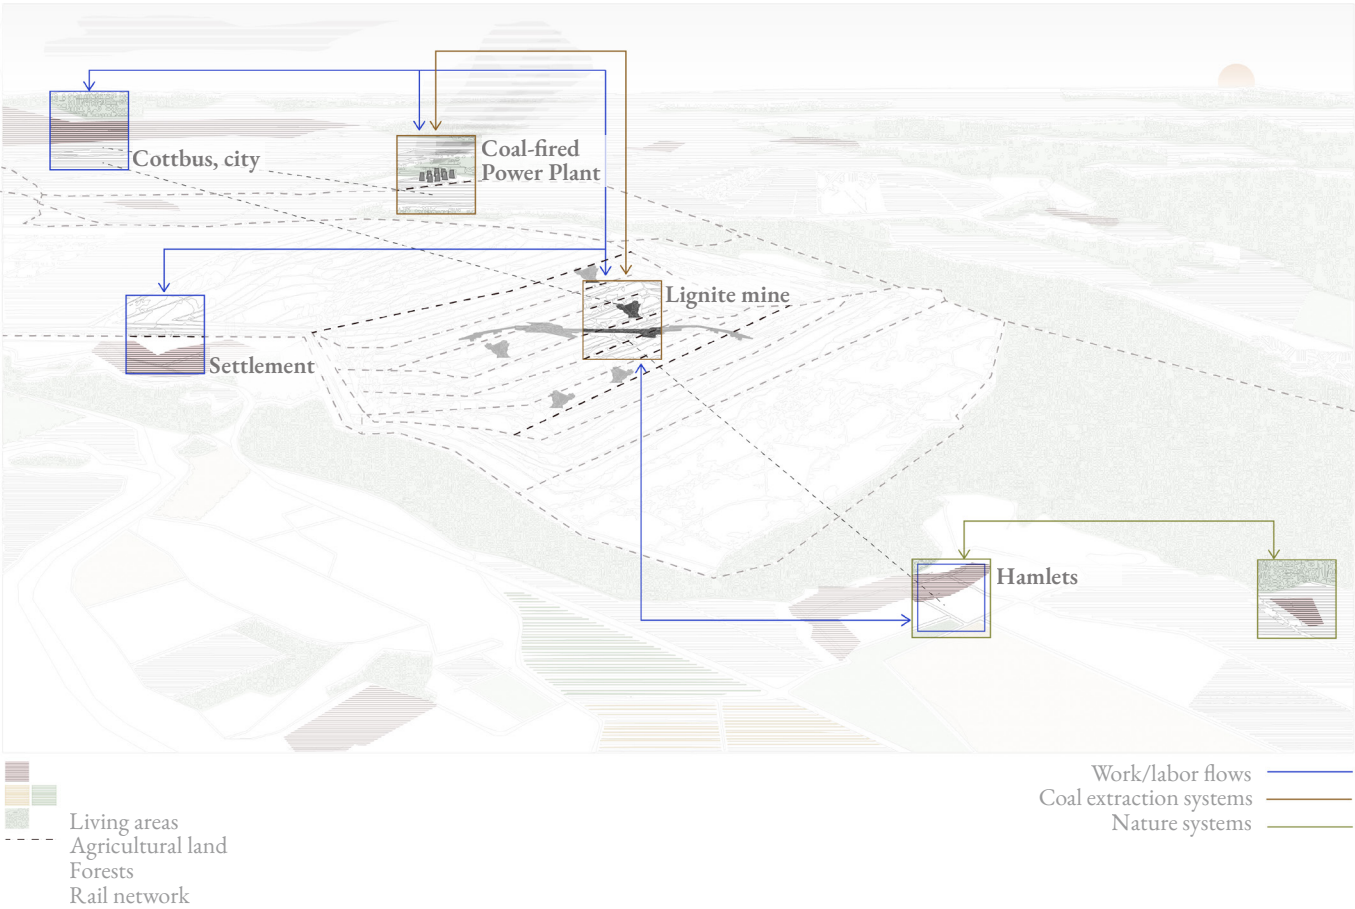 Cottbus, city
Coal-fired
Power Plant
Lignite mine
Settlement
Hamlets
Living areas
Agricultural land
Forests
Rail network
Work/labor flows
Coal extraction systems
Nature systems